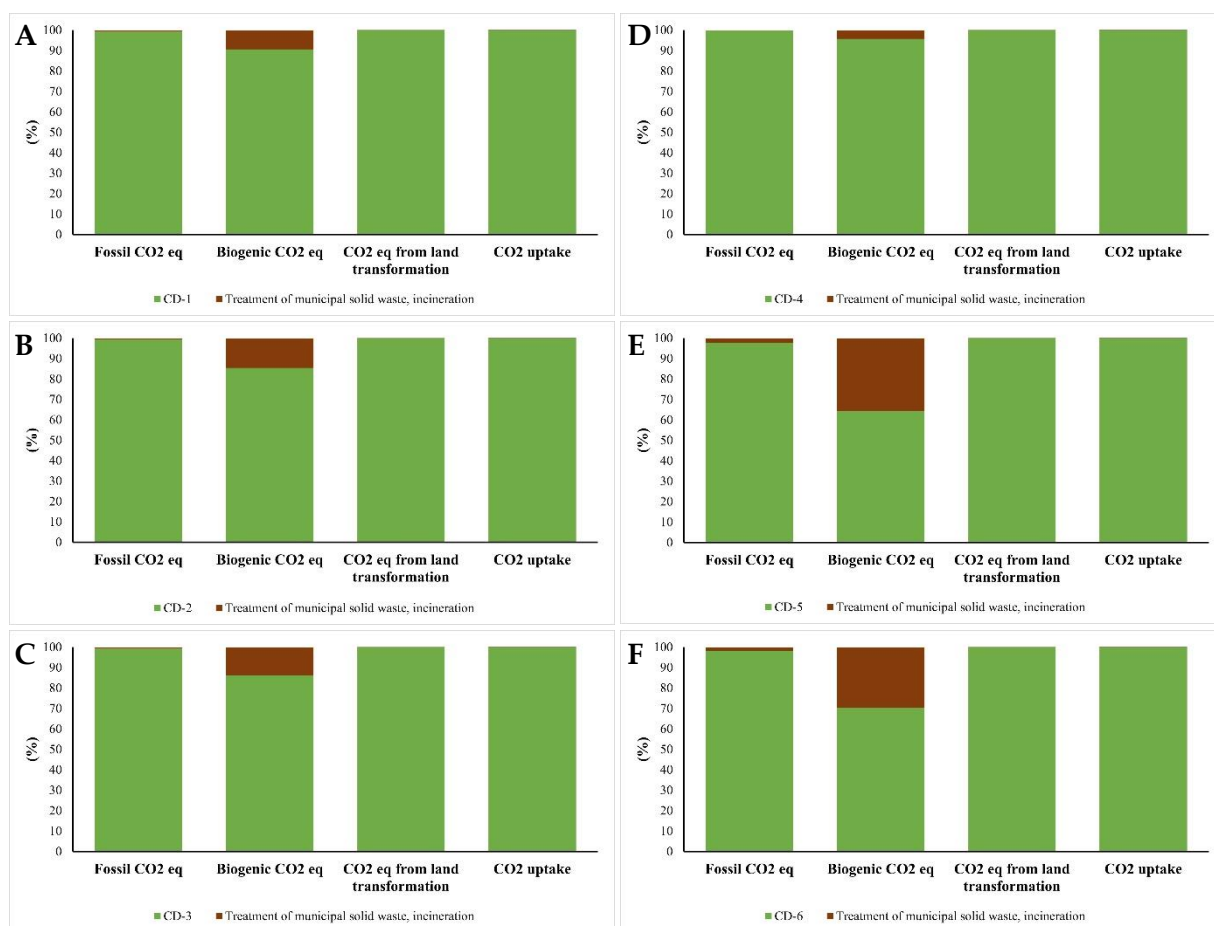 A
100
90
80
70
60
50
40
30
20
10
0
(%)
Fossil CO2 eq
Biogenic CO2 eq
CO2 eq from land
transformation
CO2 uptake
CD-1
Treatment of municipal solid waste, incineration
B
100
90
80
70
60
50
40
30
20
10
0
(%)
Fossil CO2 eq
Biogenic CO2 eq
CO2 eq from land
transformation
CO2 uptake
CD-2
Treatment of municipal solid waste, incineration
C
100
90
80
70
60
50
40
30
20
10
0
(%)
Fossil CO2 eq
Biogenic CO2 eq
CO2 eq from land
transformation
CO2 uptake
CD-3
Treatment of municipal solid waste, incineration
D
100
90
80
70
60
50
40
30
20
10
0
(%)
Fossil CO2 eq
Biogenic CO2 eq
CO2 eq from land
transformation
CO2 uptake
CD-4
Treatment of municipal solid waste, incineration
E
100
90
80
70
60
50
40
30
20
10
0
(%)
Fossil CO2 eq
Biogenic CO2 eq
CO2 eq from land
transformation
CO2 uptake
CD-5
Treatment of municipal solid waste, incineration
F
100
90
80
70
60
50
40
30
20
10
0
(%)
Fossil CO2 eq
Biogenic CO2 eq
CO2 eq from land
transformation
CO2 uptake
CD-6
Treatment of municipal solid waste, incineration